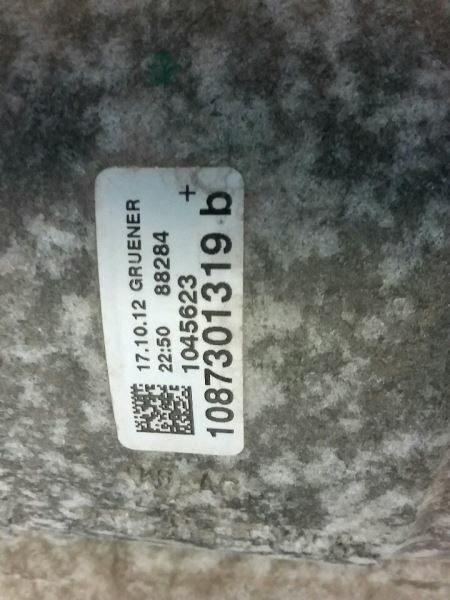 17.10.12 GRUENER
22:50 88284 +
1045623
1087301319 b